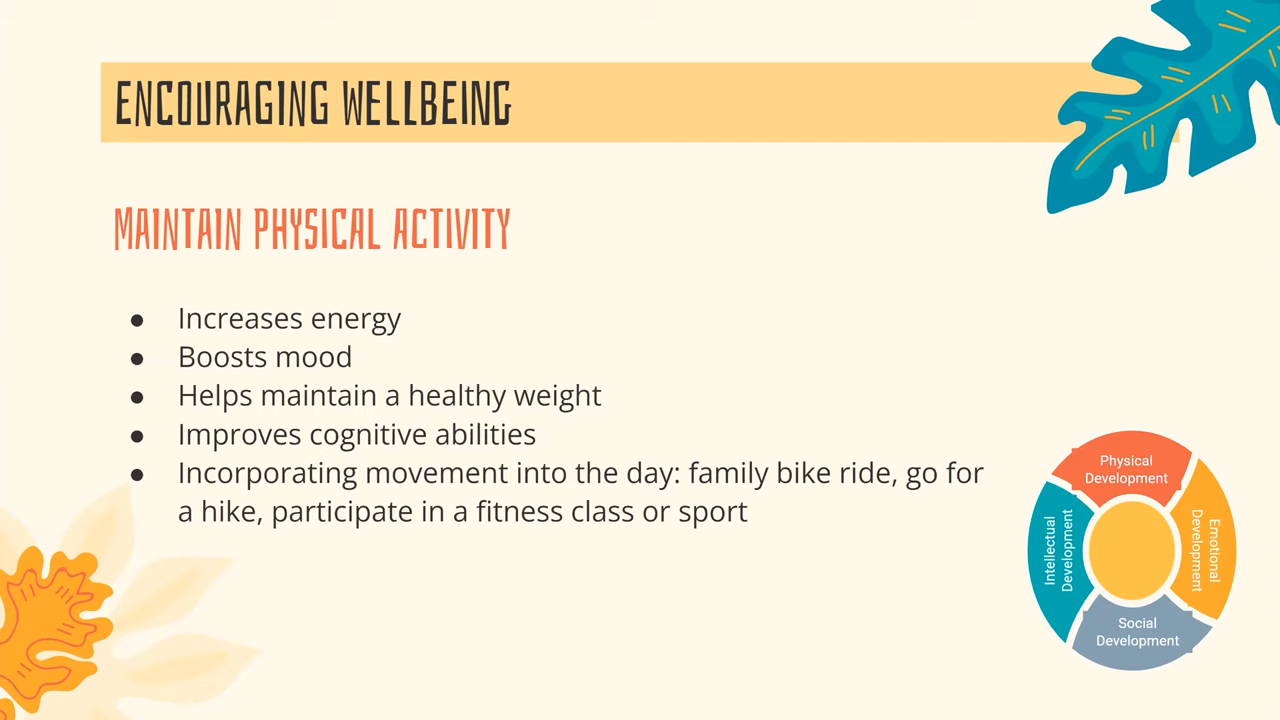 ENCOURAGING WELLBEING
MAINTAIN PHYSICAL ACTIVITY
● Increases energy
● Boosts mood
● Helps maintain a healthy weight
● Improves cognitive abilities
● Incorporating movement into the day: family bike ride, go for
a hike, participate in a fitness class or sport
Physical
Development
Emotional
Development
Intellectual
Development
Social
Development